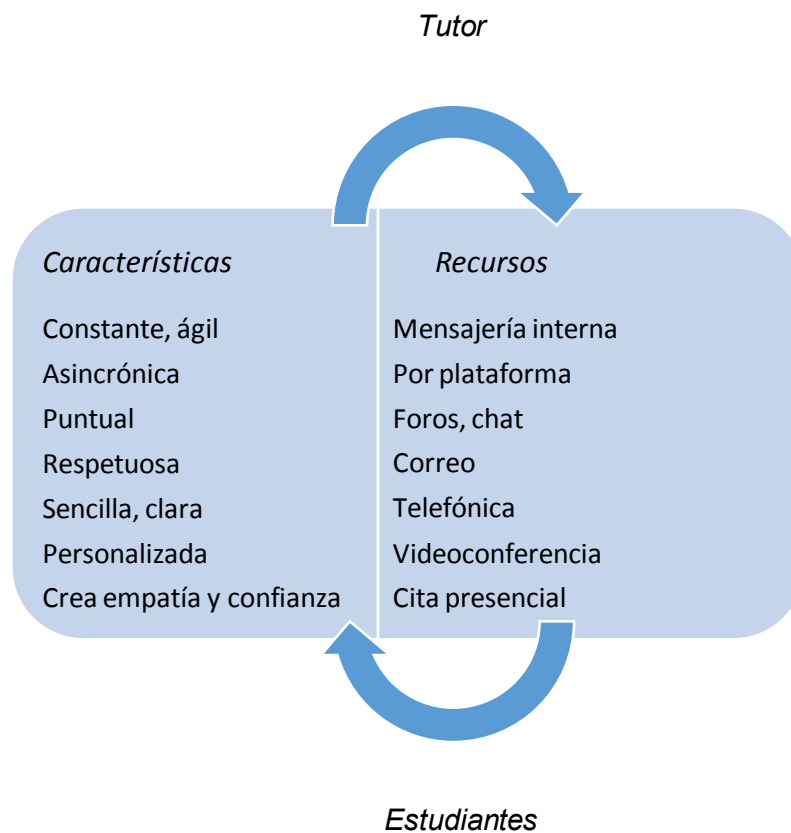 Tutor
Características
Constante, ágil
Asincrónica
Puntual
Respetuosa
Sencilla, clara
Personalizada
Crea empatía y confianza
Recursos
Mensajería interna
Por plataforma
Foros, chat
Correo
Telefónica
Videoconferencia
Cita presencial
Estudiantes